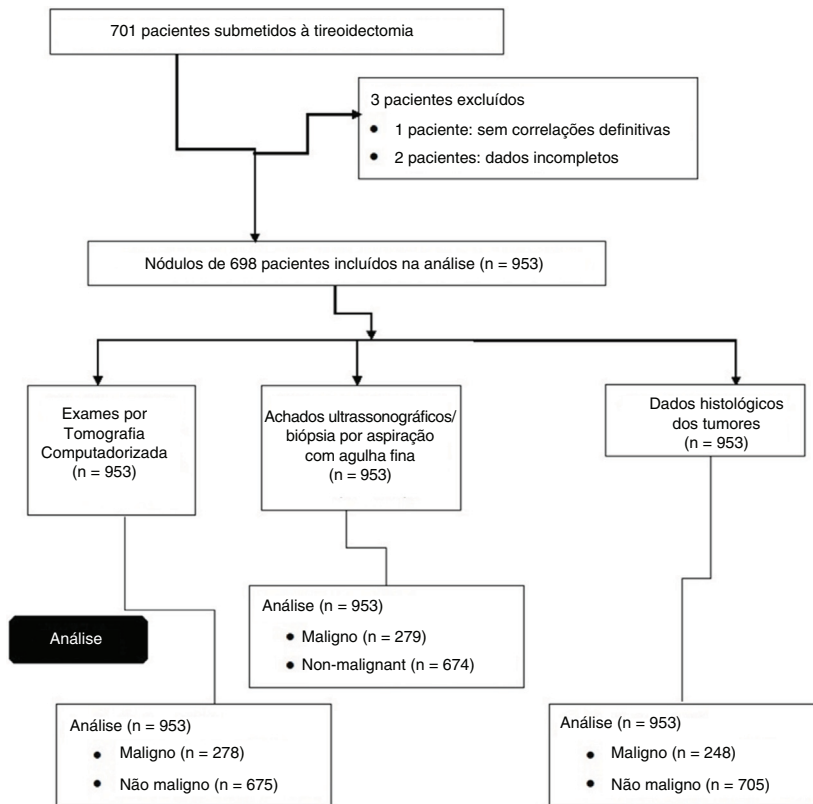 701 pacientes submetidos à tireoidectomia
3 pacientes excluídos
● 1 paciente: sem correlações definitivas
● 2 pacientes: dados incompletos
Nódulos de 698 pacientes incluídos na análise (n = 953)
Exames por
Tomografia
Computadorizada
(n = 953)
Achados ultrassonográficos/
biópsia por aspiração
com agulha fina
(n = 953)
Dados histológicos
dos tumores
(n = 953)
Análise (n = 953)
● Maligno (n = 279)
● Non-malignant (n = 674)
Análise
Análise (n = 953)
● Maligno (n = 278)
● Não maligno (n = 675)
Análise (n = 953)
● Maligno (n = 248)
● Não maligno (n = 705)